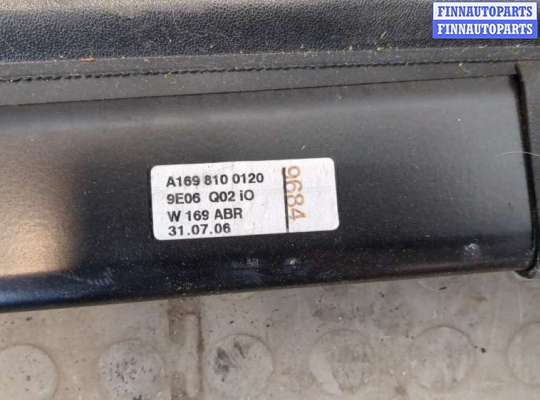 FINNAUTOPARTS
FINNAUTOPARTS
A169 810 0120
9E06 Q02 iO
W 169 ABR
31.07.06
9684